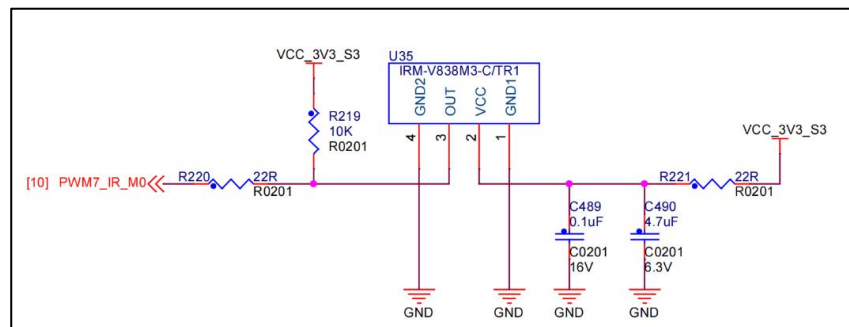 VCC_3V3_S3
U35
IRM-V838M3-C/TR1
GND2
OUT
VCC
GND1
4
3
2
1
R219
10K
R0201
VCC_3V3_S3
[10] PWM7_IR_M0
R220
22R
R0201
R221
22R
R0201
C489
0.1uF
C0201
16V
C490
4.7uF
C0201
6.3V
GND
GND
GND
GND